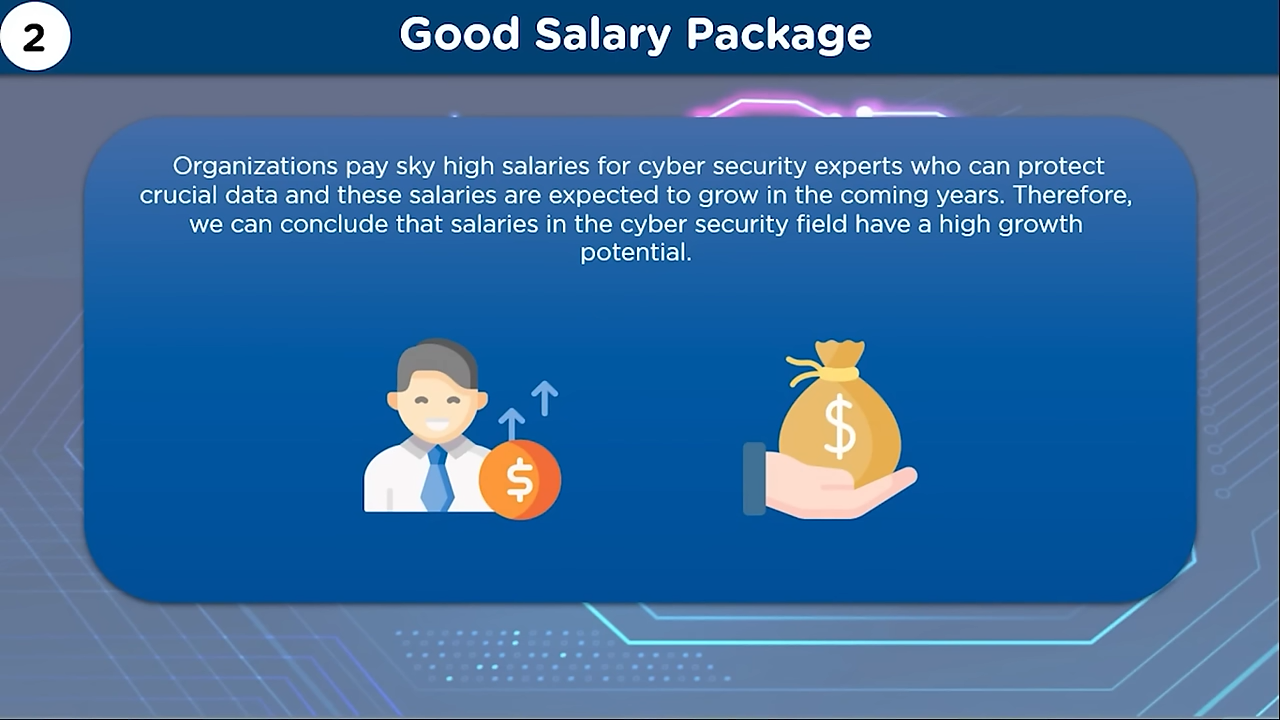 2
Good Salary Package
Organizations pay sky high salaries for cyber security experts who can protect
crucial data and these salaries are expected to grow in the coming years. Therefore,
we can conclude that salaries in the cyber security field have a high growth
potential.
$
$